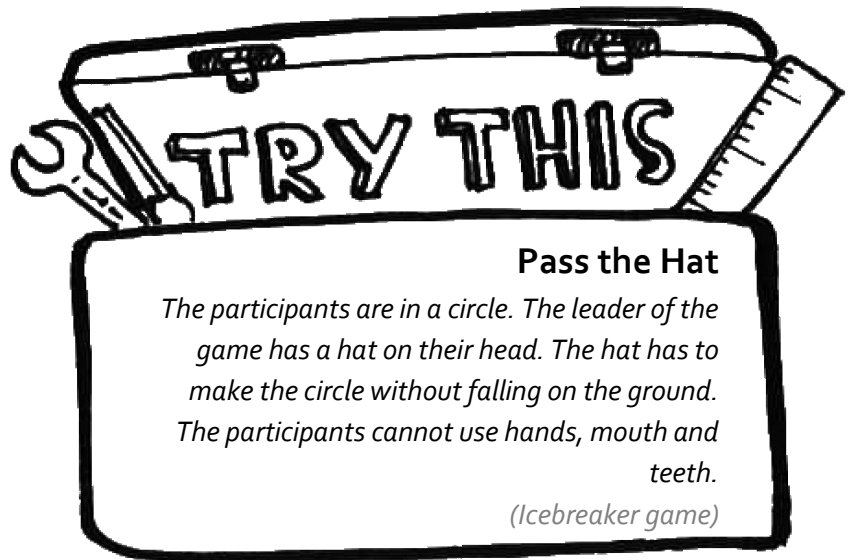 TRY THIS
Pass the Hat
The participants are in a circle. The leader of the
game has a hat on their head. The hat has to
make the circle without falling on the ground.
The participants cannot use hands, mouth and
teeth.
(Icebreaker game)